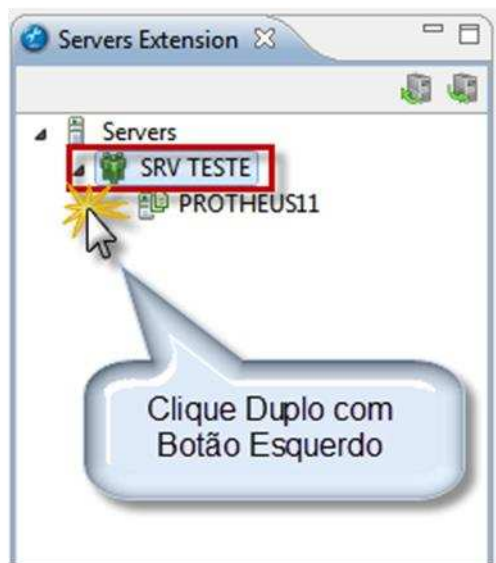 Servers Extension
Servers
SRV TESTE
PROTHEUS11
Clique Duplo com
Botão Esquerdo